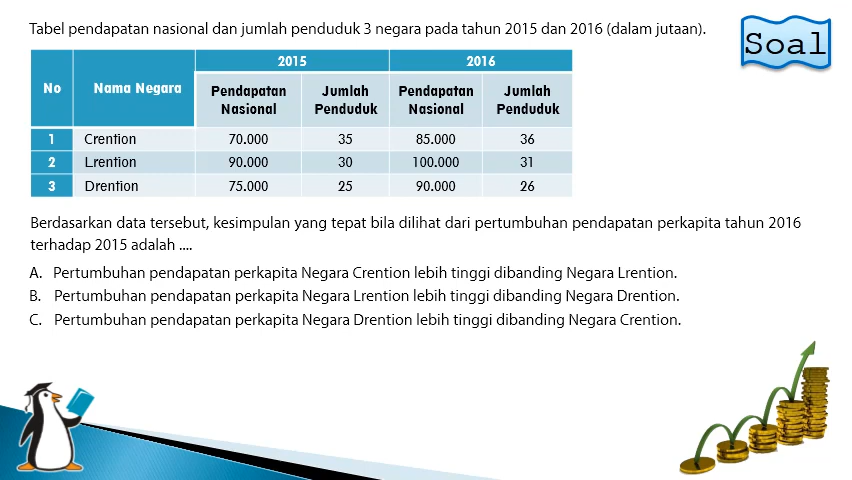 Tabel pendapatan nasional dan jumlah penduduk 3 negara pada tahun 2015 dan 2016 (dalam jutaan).
Soal
No Nama Negara 2015 2016
Pendapatan Nasional Jumlah Penduduk Pendapatan Nasional Jumlah Penduduk
1 Crention 70.000 35 85.000 36
2 Lrention 90.000 30 100.000 31
3 Drention 75.000 25 90.000 26
Berdasarkan data tersebut, kesimpulan yang tepat bila dilihat dari pertumbuhan pendapatan perkapita tahun 2016
terhadap 2015 adalah ....
A. Pertumbuhan pendapatan perkapita Negara Crention lebih tinggi dibanding Negara Lrention.
B. Pertumbuhan pendapatan perkapita Negara Lrention lebih tinggi dibanding Negara Drention.
C. Pertumbuhan pendapatan perkapita Negara Drention lebih tinggi dibanding Negara Crention.